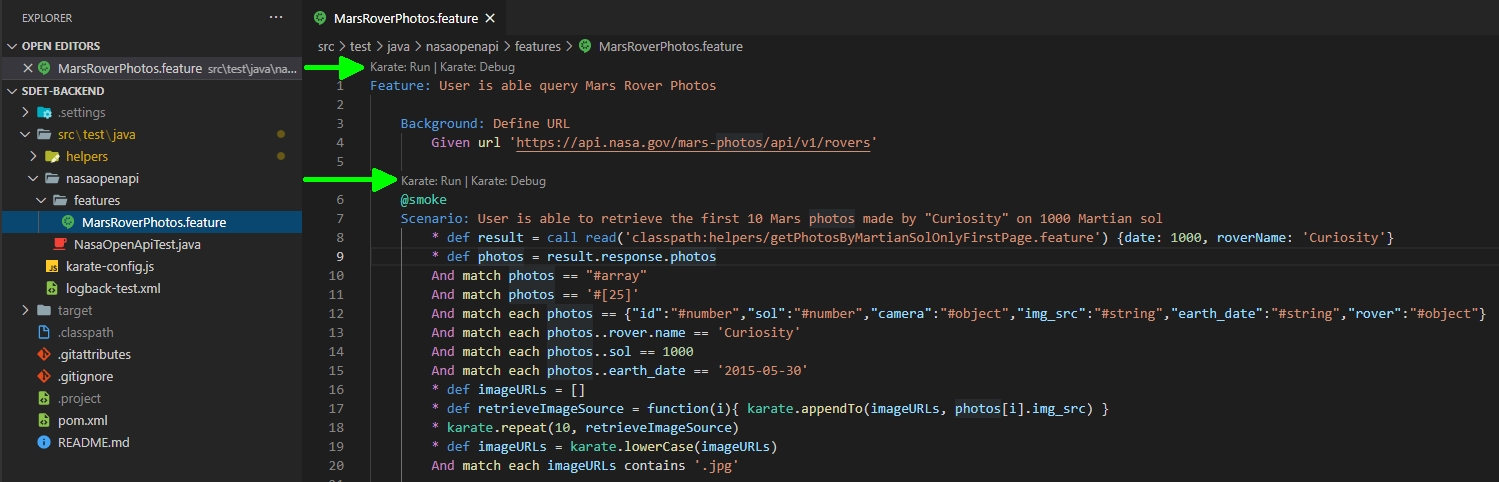 EXPLORER
···
OPEN EDITORS
MarsRoverPhotos.feature src\test\java\na...
SDET-BACKEND
.settings
src\test\java
helpers
nasaopenapi
features
MarsRoverPhotos.feature
NasaOpenApiTest.java
JS karate-config.js
logback-test.xml
target
.classpath
.gitattributes
.gitignore
.project
pom.xml
README.md
MarsRoverPhotos.feature
src > test > java > nasaopenapi > features > MarsRoverPhotos.feature
Karate: Run | Karate: Debug
1 Feature: User is able query Mars Rover Photos
2
3 Background: Define URL
4 Given url 'https://api.nasa.gov/mars-photos/api/v1/rovers'
5
Karate: Run | Karate: Debug
6 @smoke
7 Scenario: User is able to retrieve the first 10 Mars photos made by "Curiosity" on 1000 Martian sol
8 * def result = call read('classpath:helpers/getPhotosByMartianSolOnlyFirstPage.feature') {date: 1000, roverName: 'Curiosity'}
9 * def photos = result.response.photos
10 And match photos == "#array"
11 And match photos == '#[25]'
12 And match each photos == {"id":"#number","sol":"#number","camera":"#object","img_src":"#string","earth_date":"#string","rover":"#object"}
13 And match each photos..rover.name == 'Curiosity'
14 And match each photos..sol == 1000
15 And match each photos..earth_date == '2015-05-30'
16 * def imageURLs = []
17 * def retrieveImageSource = function(i){ karate.appendTo(imageURLs, photos[i].img_src) }
18 * karate.repeat(10, retrieveImageSource)
19 * def imageURLs = karate.lowerCase(imageURLs)
20 And match each imageURLs contains '.jpg'